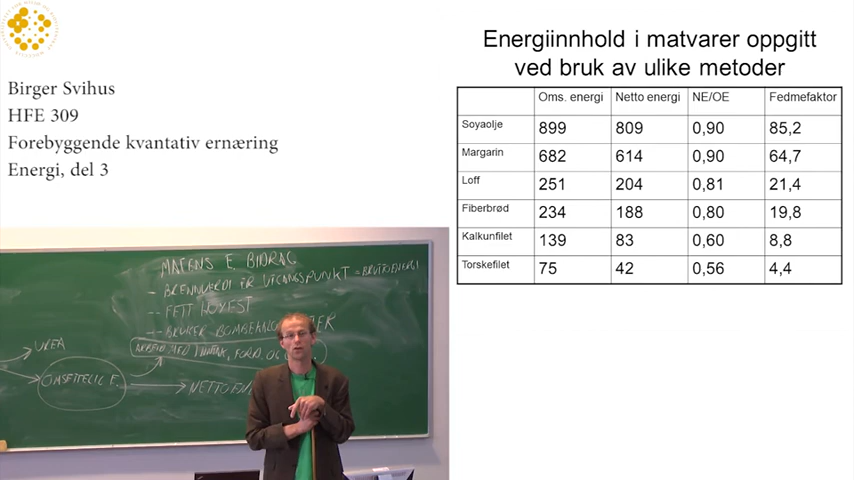 Birger Svihus
HFE 309
Forebyggende kvantativ ernæring
Energi, del 3
Energiinnhold i matvarer oppgitt
ved bruk av ulike metoder
Oms. energi Netto energi NE/OE Fedmefaktor
Soyaolje 899 809 0,90 85,2
Margarin 682 614 0,90 64,7
Loff 251 204 0,81 21,4
Fiberbrød 234 188 0,80 19,8
Kalkunfilet 139 83 0,60 8,8
Torskefilet 75 42 0,56 4,4
MATENS E. BIDRAG
- BRENNVERDI ER UTGANGSPUNKT = BRUTTOENERGI
- FETT HØYEST
- BRUKER
UREA
OMSETTELIG E.